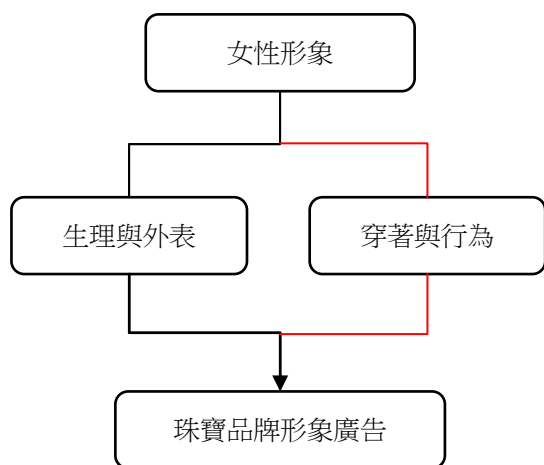 女性形象
生理與外表
穿著與行為
珠寶品牌形象廣告